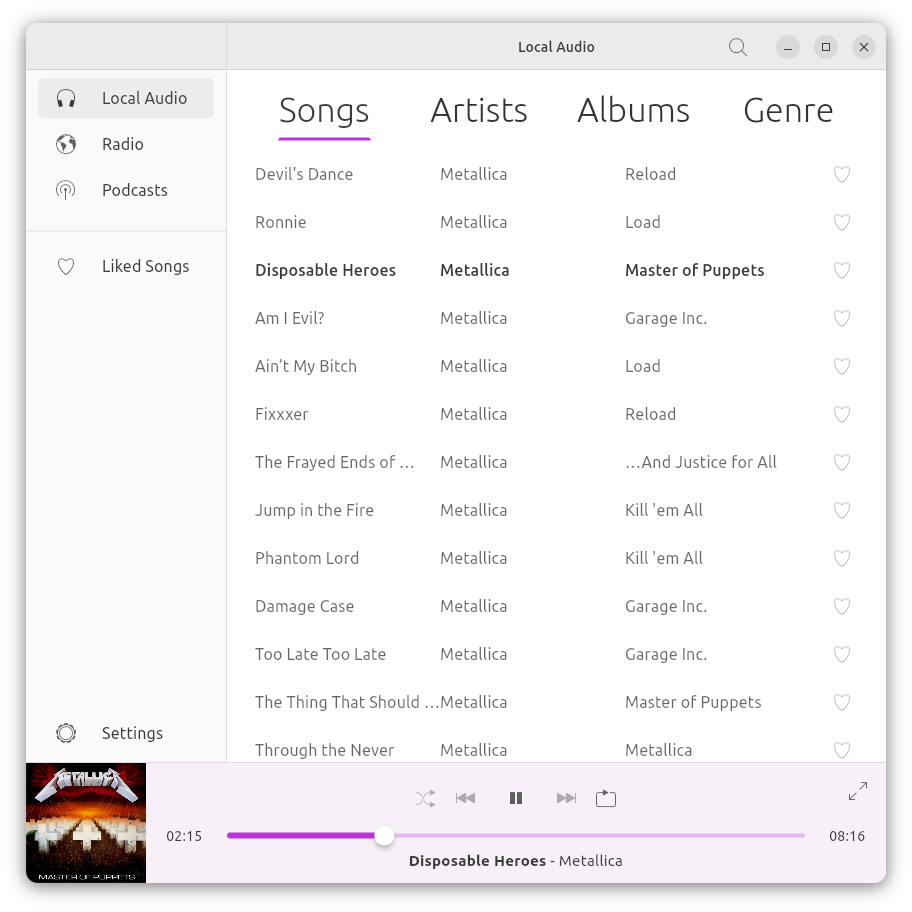 Local Audio
Local Audio
Radio
Podcasts
Liked Songs
Settings
Songs Artists Albums Genre
Devil’s Dance Metallica Reload
Ronnie Metallica Load
Disposable Heroes Metallica Master of Puppets
Am I Evil? Metallica Garage Inc.
Ain’t My Bitch Metallica Load
Fixxxer Metallica Reload
The Frayed Ends of … Metallica …And Justice for All
Jump in the Fire Metallica Kill 'em All
Phantom Lord Metallica Kill 'em All
Damage Case Metallica Garage Inc.
Too Late Too Late Metallica Garage Inc.
The Thing That Should … Metallica Master of Puppets
Through the Never Metallica Metallica
METALLICA
MASTER OF PUPPETS
02:15 08:16
Disposable Heroes - Metallica